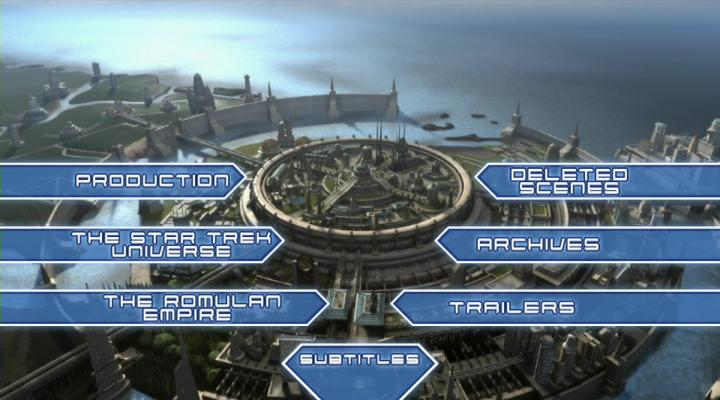 PRODUCTION
DELETED
SCENES
THE STAR TREK
UNIVERSE
ARCHIVES
THE ROMULAN
EMPIRE
TRAILERS
SUBTITLES